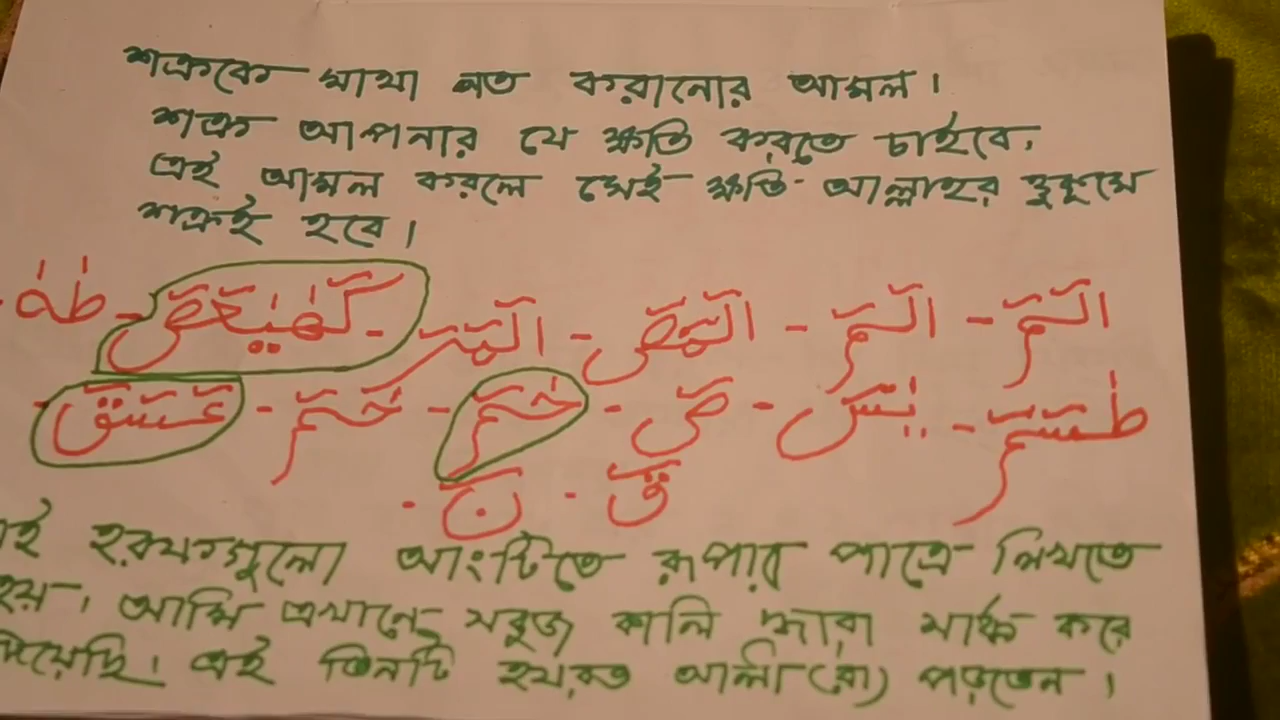 শত্রুকে মাথা নত করানোর আমল।
শত্রু আপনার যে ক্ষতি করতে চাইবে,
এই আমল করলে সেই ক্ষতি আল্লাহর হুকুমে
শত্রুরই হবে।
الٓمٓ - الٓمٓ - الٓمٓصٓ - الٓمٓرٰ - كٓهٰيٰعٓصٓ - طٰهٰ -
طٰسٓمٓ - يٰسٓ - صٓ - حٰمٓ - حٰمٓ - عٓسٓقٓ -
قٓ - نٓ -
এই হরফগুলো আংটিতে রূপার পাত্রে লিখতে
হয়। আমি এখানে সবুজ কালি দ্বারা মার্ক করে
দিয়েছি। এই তিনটি হযরত আলী (রা) পড়তেন।